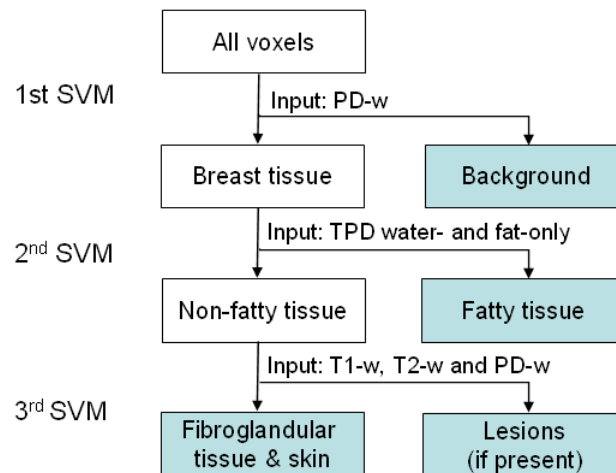 All voxels
1st SVM
Input: PD-w
Breast tissue
Background
Input: TPD water- and fat-only
2nd SVM
Non-fatty tissue
Fatty tissue
Input: T1-w, T2-w and PD-w
3rd SVM
Fibroglandular
tissue & skin
Lesions
(if present)